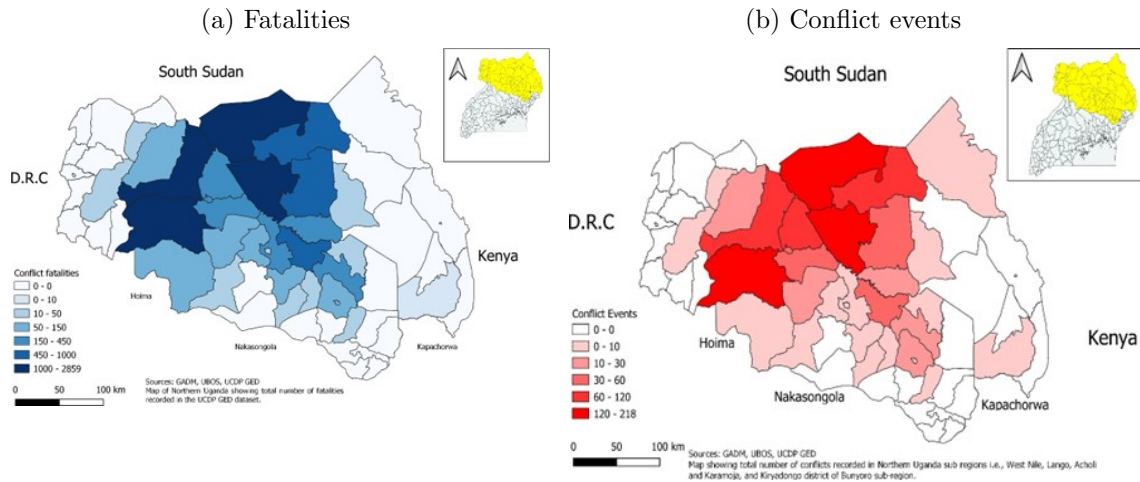 (a) Fatalities
South Sudan
D.R.C
Kenya
Conflict fatalities
0 - 0
0 - 10
10 - 50
50 - 150
150 - 450
450 - 1000
1000 - 2859
Hoima
Nakasongola
Kapachorwa
0 50 100 km
Sources: GADM, UBOS, UCDP GED
Map of Northern Uganda showing total number of fatalities
recorded in the UCDP GED dataset.
(b) Conflict events
South Sudan
D.R.C
Kenya
Conflict Events
0 - 0
0 - 10
10 - 30
30 - 60
60 - 120
120 - 218
Hoima
Nakasongola
Kapachorwa
0 50 100 km
Sources: GADM, UBOS, UCDP GED
Map showing total number of conflicts recorded in Northern Uganda sub regions i.e., West Nile, Lango, Acholi
and Karamoja, and Kiryadongo district of Bunyoro sub-region.